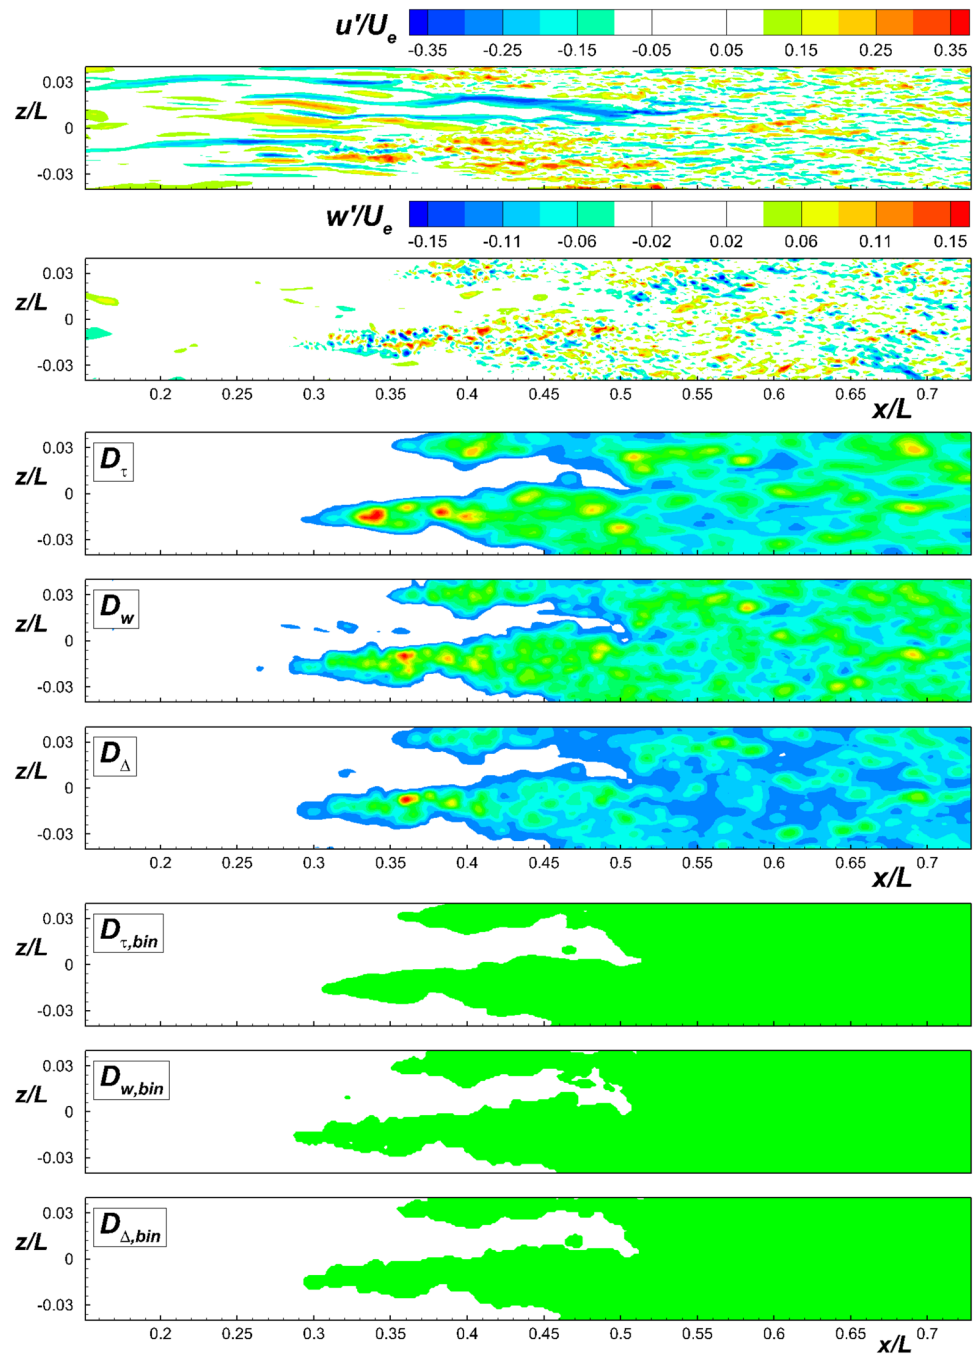 u'/Uₑ -0.35 -0.25 -0.15 -0.05 0.05 0.15 0.25 0.35
z/L 0.03 0 -0.03
w'/Uₑ -0.15 -0.11 -0.06 -0.02 0.02 0.06 0.11 0.15
z/L 0.03 0 -0.03
0.2 0.25 0.3 0.35 0.4 0.45 0.5 0.55 0.6 0.65 0.7
x/L
z/L 0.03 0 -0.03 D_τ
z/L 0.03 0 -0.03 D_w
z/L 0.03 0 -0.03 D_Δ
0.2 0.25 0.3 0.35 0.4 0.45 0.5 0.55 0.6 0.65 0.7
x/L
z/L 0.03 0 -0.03 D_τ,bin
z/L 0.03 0 -0.03 D_w,bin
z/L 0.03 0 -0.03 D_Δ,bin
0.2 0.25 0.3 0.35 0.4 0.45 0.5 0.55 0.6 0.65 0.7
x/L